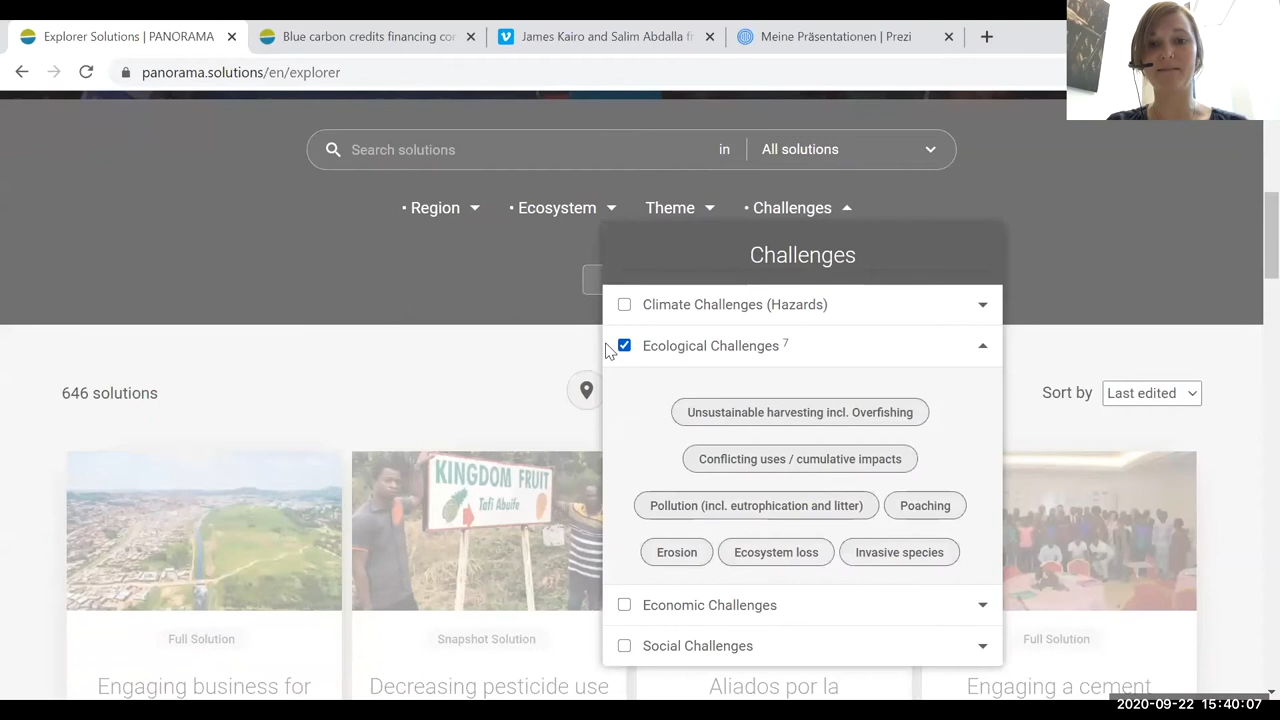 Explorer Solutions | PANORAMA
Blue carbon credits financing co
James Kairo and Salim Abdalla f
Meine Präsentationen | Prezi
panorama.solutions/en/explorer
Search solutions
in
All solutions
• Region
• Ecosystem
Theme
• Challenges
Challenges
Climate Challenges (Hazards)
Ecological Challenges 7
646 solutions
Sort by
Last edited
Unsustainable harvesting incl. Overfishing
Conflicting uses / cumulative impacts
Pollution (incl. eutrophication and litter)
Poaching
Erosion
Ecosystem loss
Invasive species
KINGDOM FRUIT
Tafi Abuife
Economic Challenges
Social Challenges
Full Solution
Snapshot Solution
Full Solution
Engaging business for
Decreasing pesticide use
Aliados por la
Engaging a cement
2020-09-22 15:40:07